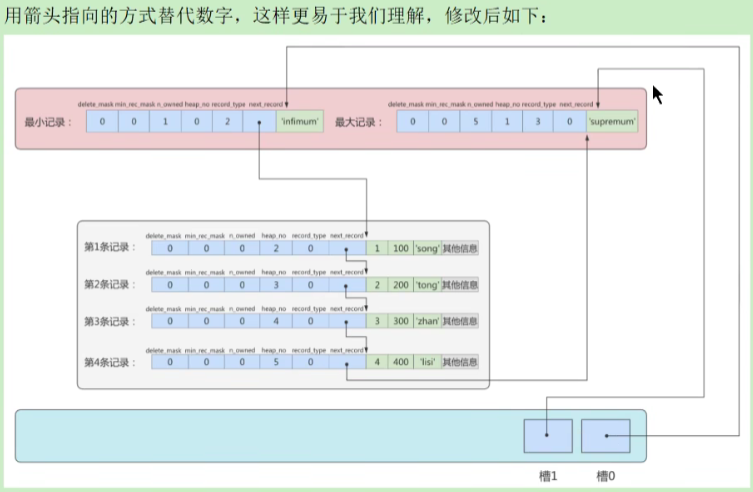 用箭头指向的方式替代数字，这样更易于我们理解，修改后如下：
delete_mask min_rec_mask n_owned heap_no record_type next_record
最小记录： 0 0 1 0 2 'infimum'
delete_mask min_rec_mask n_owned heap_no record_type next_record
最大记录： 0 0 5 1 3 0 'supremum'
delete_mask min_rec_mask n_owned heap_no record_type next_record
第1条记录： 0 0 0 2 0 1 100 'song' 其他信息
delete_mask min_rec_mask n_owned heap_no record_type next_record
第2条记录： 0 0 0 3 0 2 200 'tong' 其他信息
delete_mask min_rec_mask n_owned heap_no record_type next_record
第3条记录： 0 0 0 4 0 3 300 'zhan' 其他信息
delete_mask min_rec_mask n_owned heap_no record_type next_record
第4条记录： 0 0 0 5 0 4 400 'lisi' 其他信息
槽1 槽0